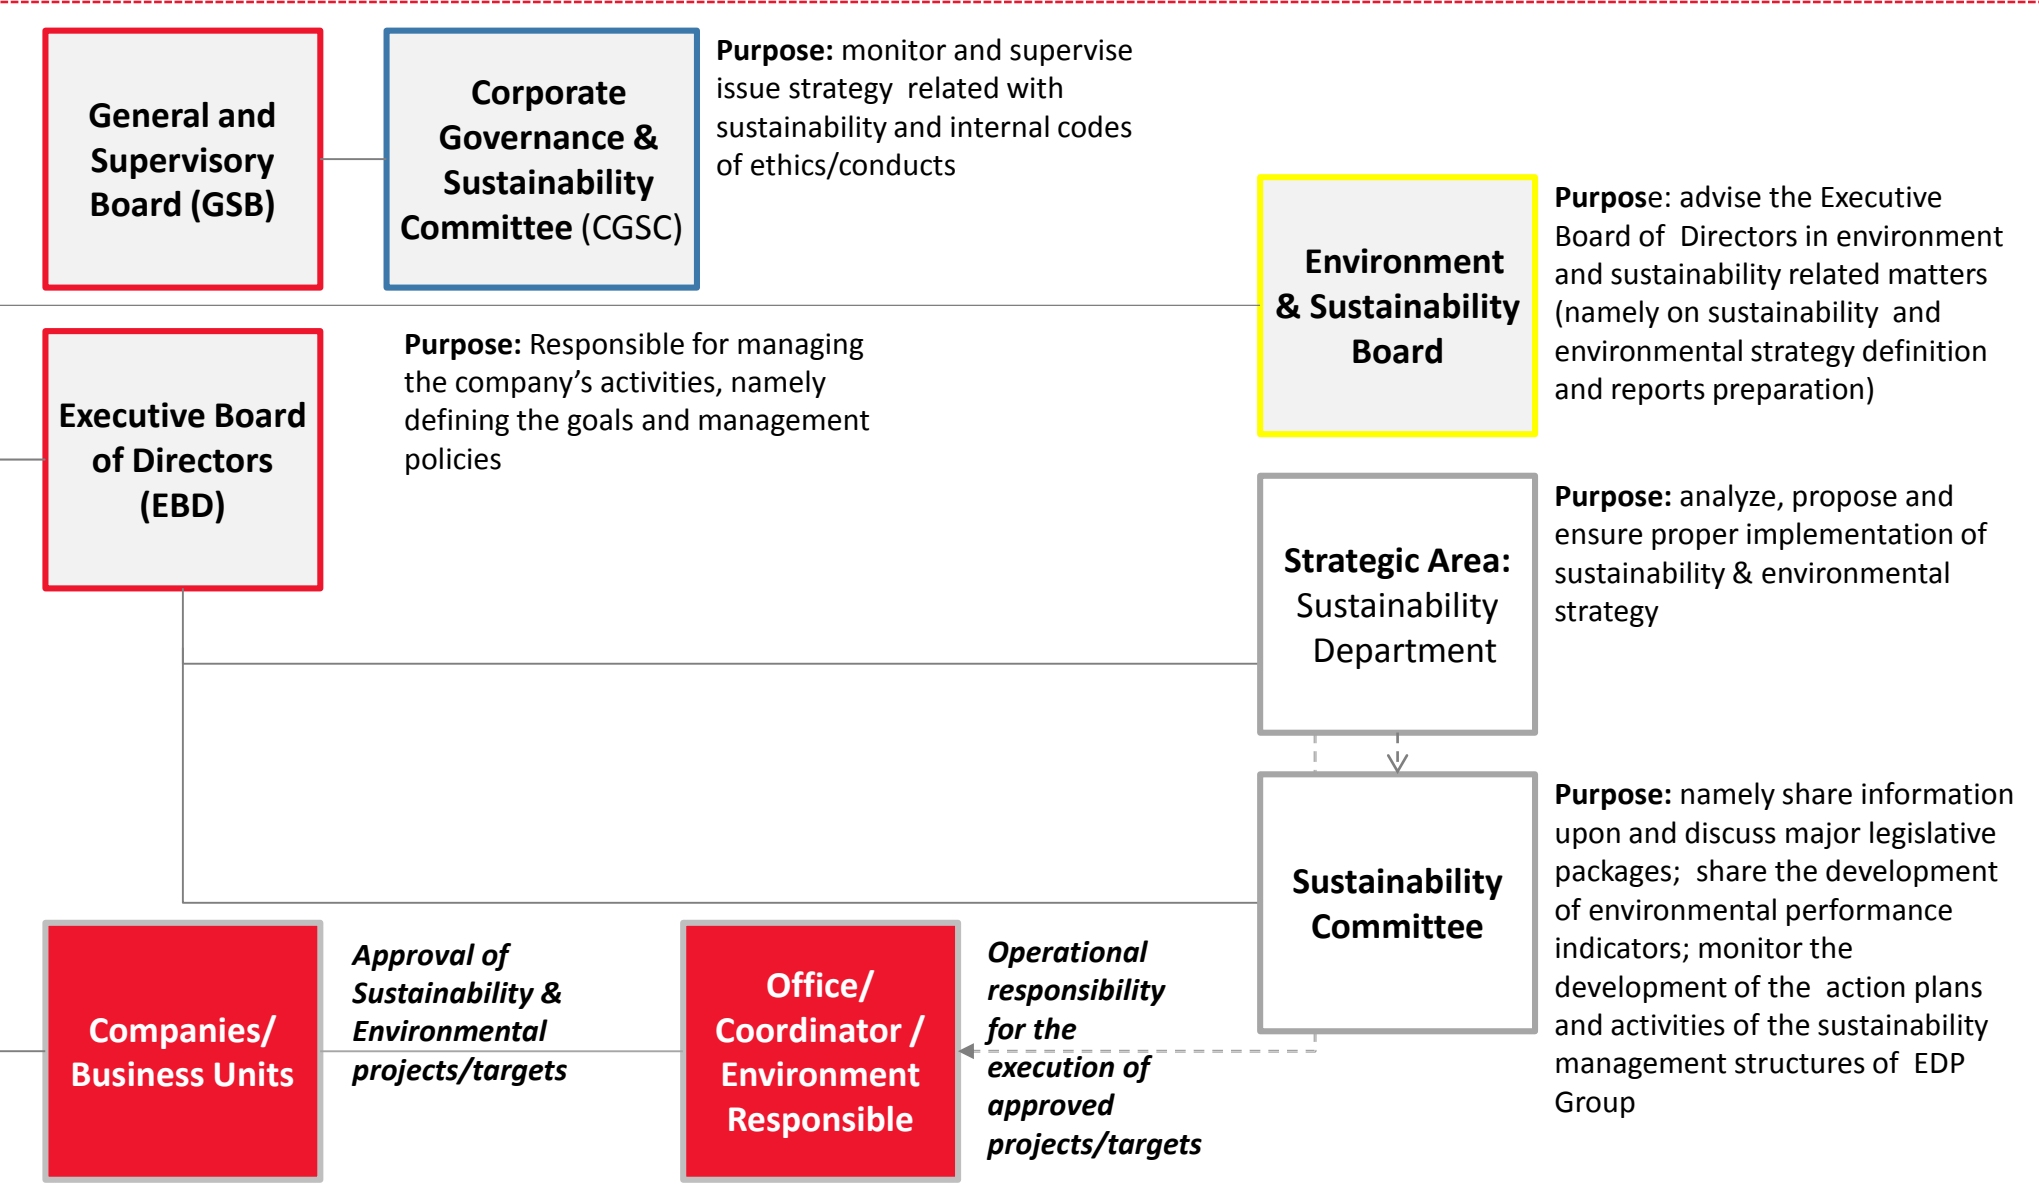 General and
Supervisory
Board (GSB)
Corporate
Governance &
Sustainability
Committee (CGSC)
Purpose: monitor and supervise
issue strategy related with
sustainability and internal codes
of ethics/conducts
Environment
& Sustainability
Board
Purpose: advise the Executive
Board of Directors in environment
and sustainability related matters
(namely on sustainability and
environmental strategy definition
and reports preparation)
Executive Board
of Directors
(EBD)
Purpose: Responsible for managing
the company’s activities, namely
defining the goals and management
policies
Strategic Area:
Sustainability
Department
Purpose: analyze, propose and
ensure proper implementation of
sustainability & environmental
strategy
Sustainability
Committee
Purpose: namely share information
upon and discuss major legislative
packages; share the development
of environmental performance
indicators; monitor the
development of the action plans
and activities of the sustainability
management structures of EDP
Group
Companies/
Business Units
Approval of
Sustainability &
Environmental
projects/targets
Office/
Coordinator /
Environment
Responsible
Operational
responsibility
for the
execution of
approved
projects/targets